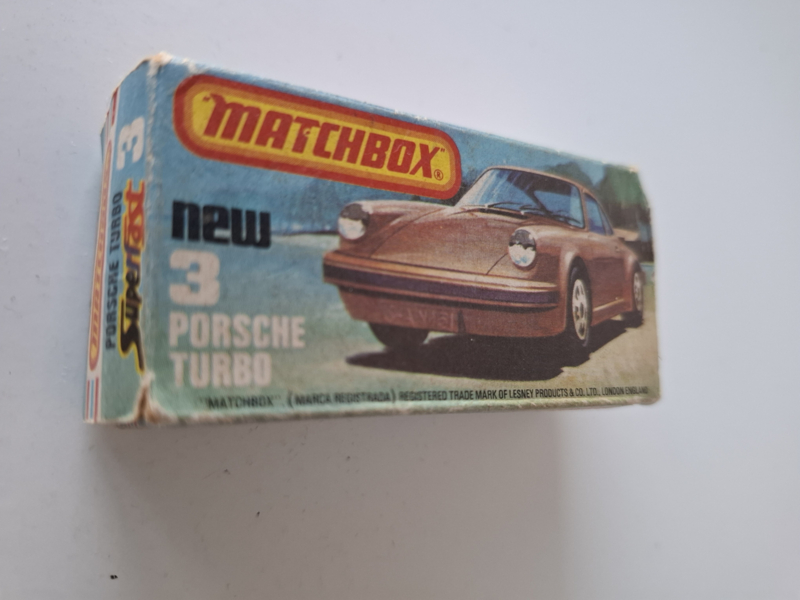 "MATCHBOX"®
new
3
PORSCHE
TURBO
"MATCHBOX" (MARCA REGISTRADA) REGISTERED TRADE MARK OF LESNEY PRODUCTS & CO. LTD., LONDON ENGLAND
3
PORSCHE TURBO
Superfast